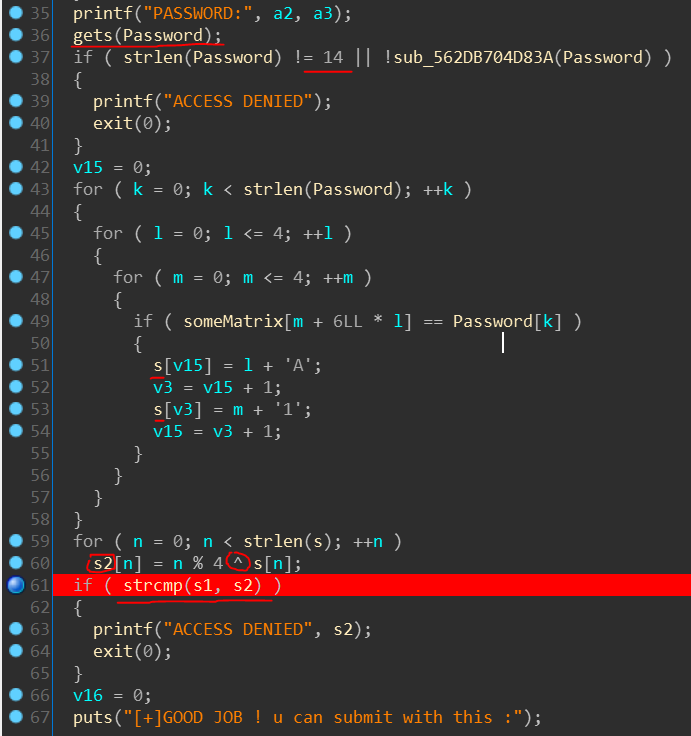 35 printf("PASSWORD:", a2, a3);
36 gets(Password);
37 if ( strlen(Password) != 14 || !sub_562DB704D83A(Password) )
38 {
39 printf("ACCESS DENIED");
40 exit(0);
41 }
42 v15 = 0;
43 for ( k = 0; k < strlen(Password); ++k )
44 {
45 for ( l = 0; l <= 4; ++l )
46 {
47 for ( m = 0; m <= 4; ++m )
48 {
49 if ( someMatrix[m + 6LL * l] == Password[k] )
50 {
51 s[v15] = l + 'A';
52 v3 = v15 + 1;
53 s[v3] = m + '1';
54 v15 = v3 + 1;
55 }
56 }
57 }
58 }
59 for ( n = 0; n < strlen(s); ++n )
60 s2[n] = n % 4 ^ s[n];
61 if ( strcmp(s1, s2) )
62 {
63 printf("ACCESS DENIED", s2);
64 exit(0);
65 }
66 v16 = 0;
67 puts("[+]GOOD JOB ! u can submit with this :");